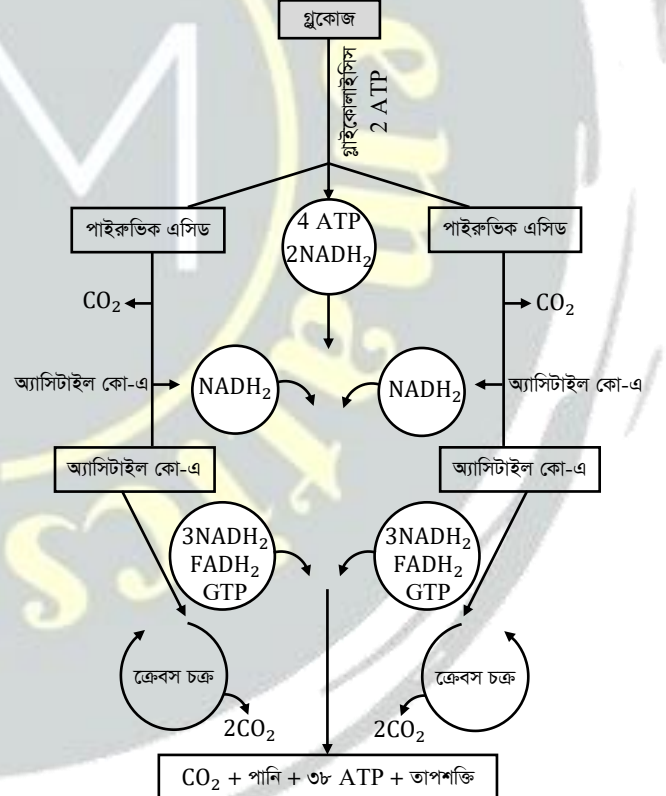 গ্লুকোজ
গ্লাইকোলাইসিস
2 ATP
পাইরুভিক এসিড
4 ATP
2NADH₂
পাইরুভিক এসিড
CO₂
CO₂
অ্যাসিটাইল কো-এ
NADH₂
NADH₂
অ্যাসিটাইল কো-এ
অ্যাসিটাইল কো-এ
অ্যাসিটাইল কো-এ
3NADH₂
FADH₂
GTP
3NADH₂
FADH₂
GTP
ক্রেবস চক্র
ক্রেবস চক্র
2CO₂
2CO₂
CO₂ + পানি + ৩৮ ATP + তাপশক্তি